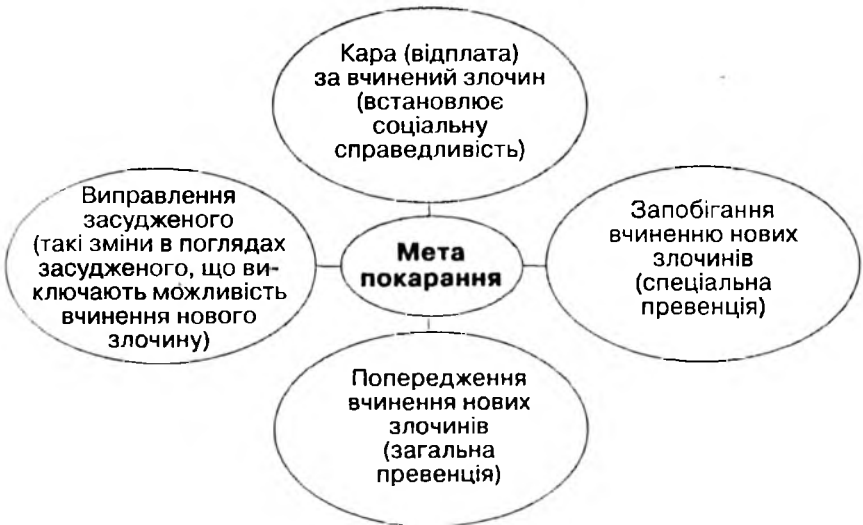 Кара (відплата)
за вчинений злочин
(встановлює
соціальну
справедливість)
Виправлення
засудженого
(такі зміни в поглядах
засудженого, що ви-
ключають можливість
вчинення нового
злочину)
Мета
покарання
Запобігання
вчиненню нових
злочинів
(спеціальна
превенція)
Попередження
вчинення нових
злочинів
(загальна
превенція)